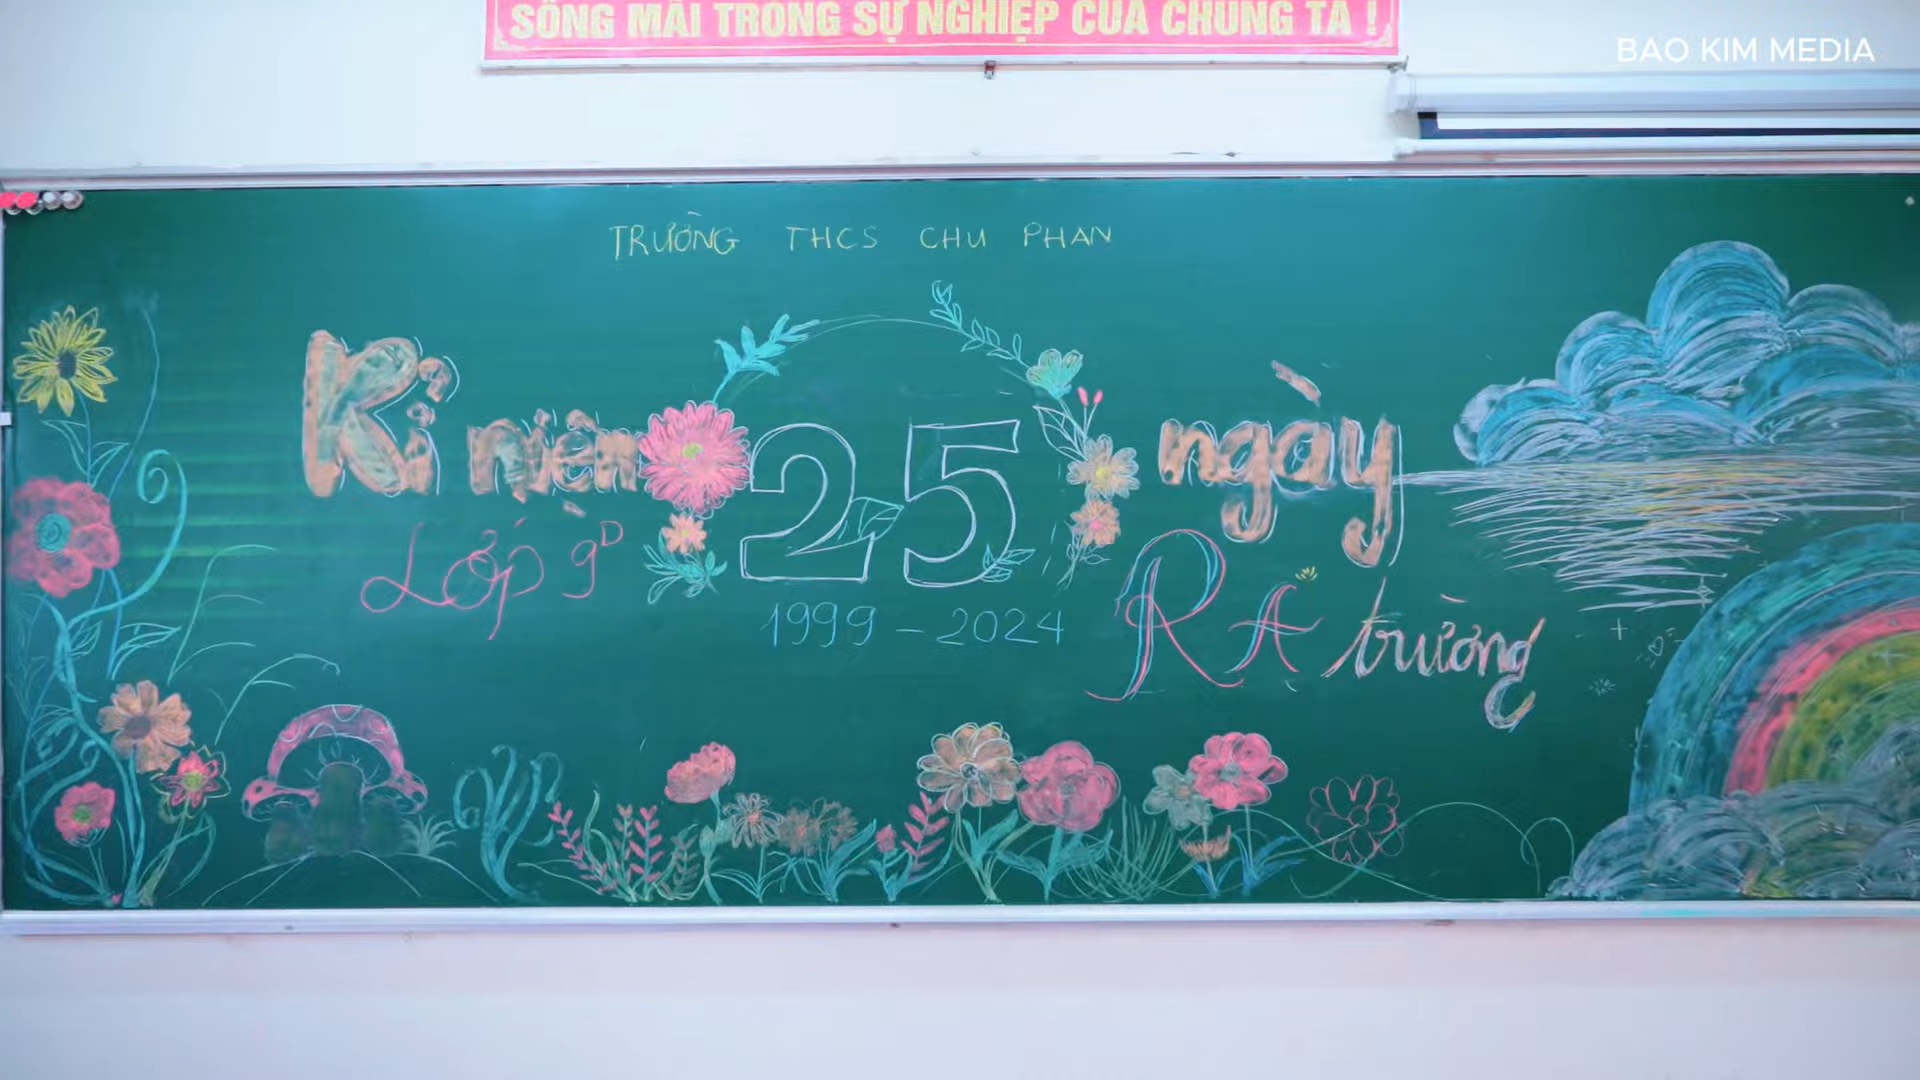 SỐNG MÃI TRONG SỰ NGHIỆP CỦA CHÚNG TA !
BAO KIM MEDIA
TRƯỜNG THCS CHU PHAN
Kỉ niệm 25 ngày
Lớp 9D
1999 - 2024
RA trường